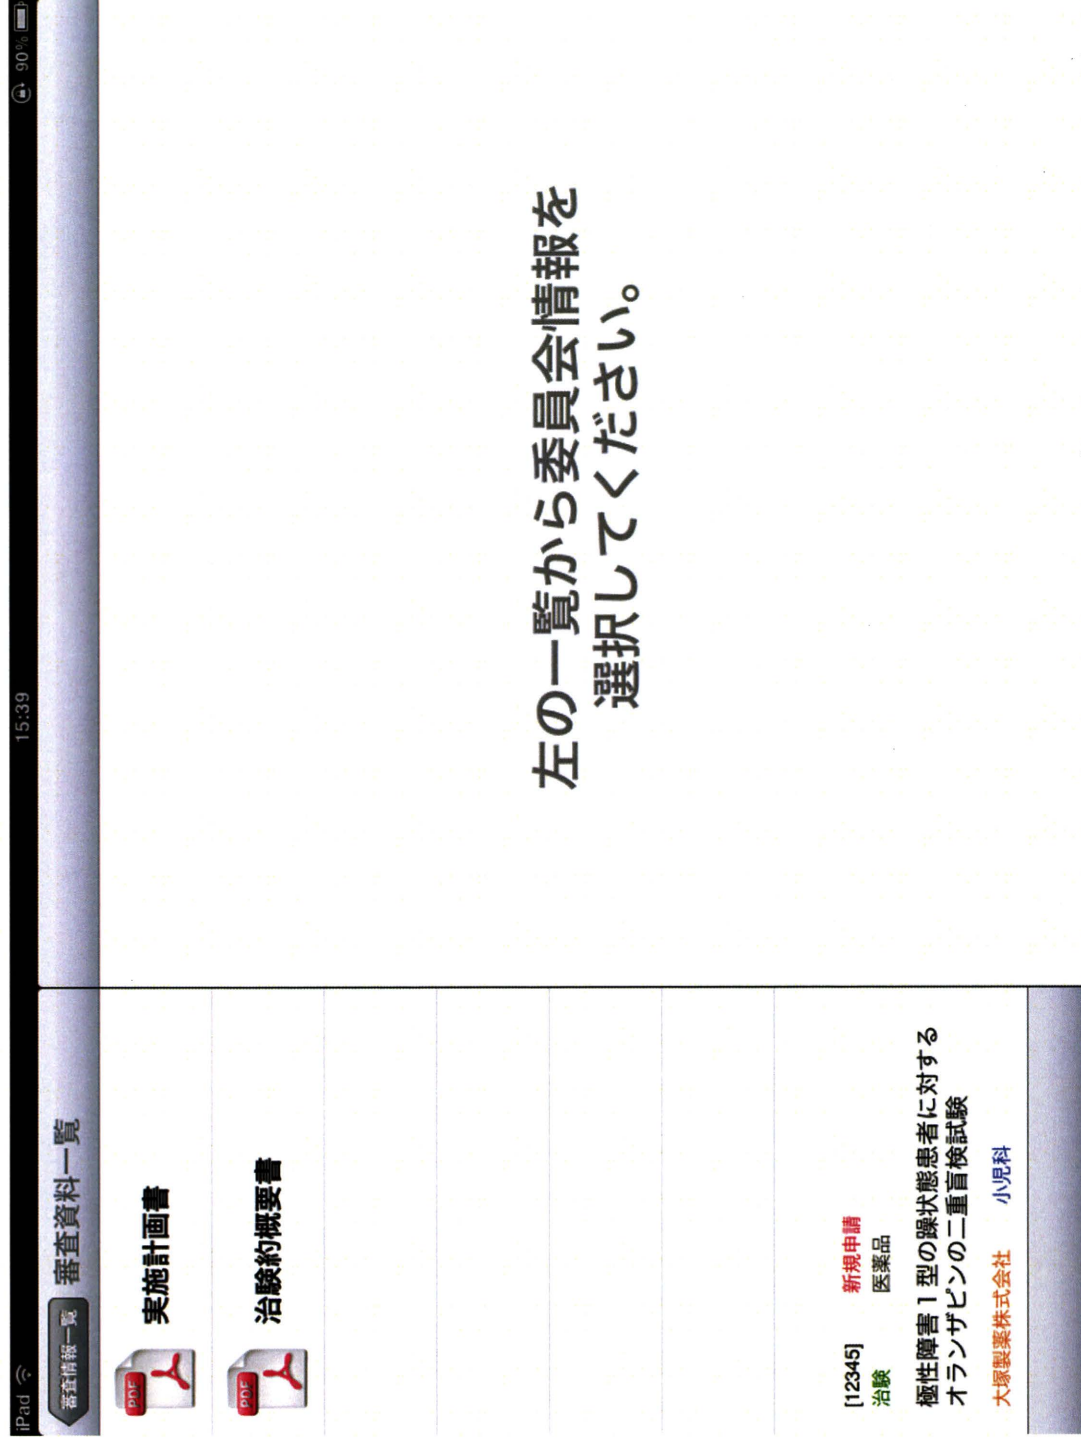 iPad
15:39
90%
審査情報一覧
審査資料一覧
PDF
実施計画書
PDF
治験約概要書
[12345]
新規申請
治験
医薬品
極性障害1型の躁状態患者に対する
オランザピンの二重盲検試験
大塚製薬株式会社
小児科
左の一覧から委員会情報を
選択してください。